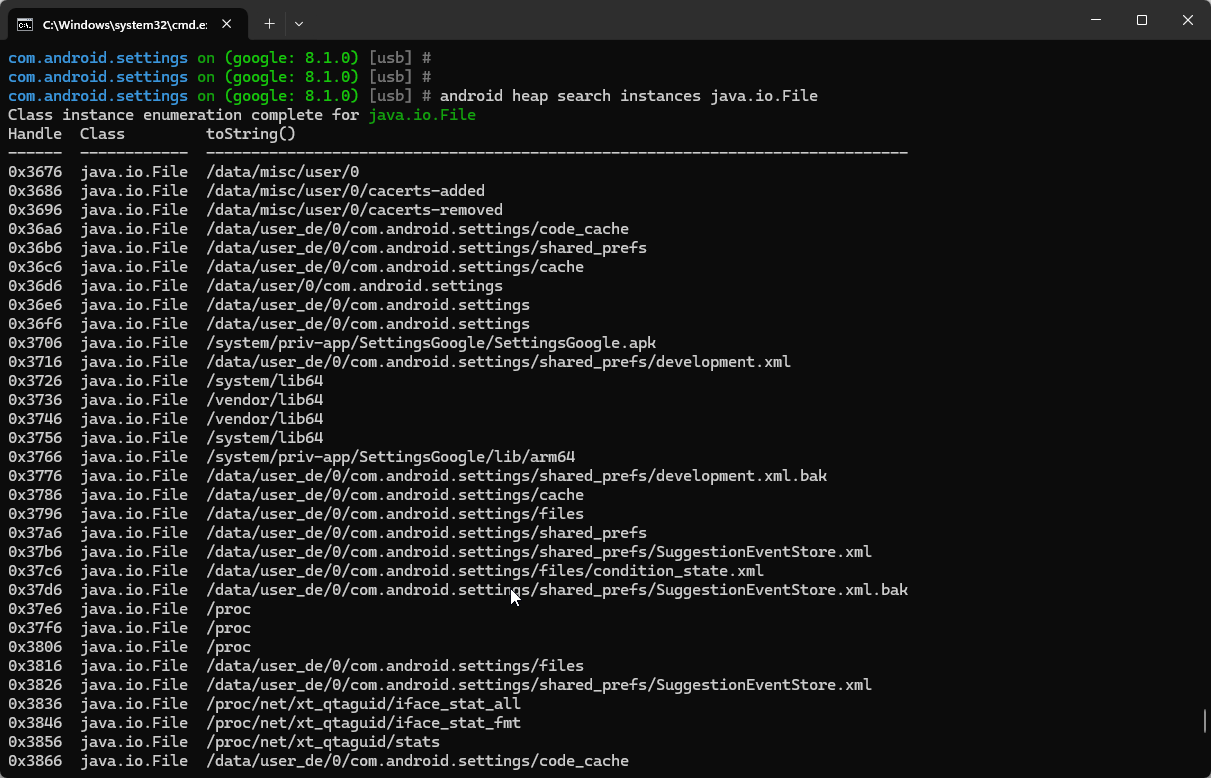 C:\Windows\system32\cmd.e
com.android.settings on (google: 8.1.0) [usb] #
com.android.settings on (google: 8.1.0) [usb] #
com.android.settings on (google: 8.1.0) [usb] # android heap search instances java.io.File
Class instance enumeration complete for java.io.File
Handle  Class         toString()
------  ------------  ------------------------------------------------------------------------------
0x3676  java.io.File  /data/misc/user/0
0x3686  java.io.File  /data/misc/user/0/cacerts-added
0x3696  java.io.File  /data/misc/user/0/cacerts-removed
0x36a6  java.io.File  /data/user_de/0/com.android.settings/code_cache
0x36b6  java.io.File  /data/user_de/0/com.android.settings/shared_prefs
0x36c6  java.io.File  /data/user_de/0/com.android.settings/cache
0x36d6  java.io.File  /data/user/0/com.android.settings
0x36e6  java.io.File  /data/user_de/0/com.android.settings
0x36f6  java.io.File  /data/user_de/0/com.android.settings
0x3706  java.io.File  /system/priv-app/SettingsGoogle/SettingsGoogle.apk
0x3716  java.io.File  /data/user_de/0/com.android.settings/shared_prefs/development.xml
0x3726  java.io.File  /system/lib64
0x3736  java.io.File  /vendor/lib64
0x3746  java.io.File  /vendor/lib64
0x3756  java.io.File  /system/lib64
0x3766  java.io.File  /system/priv-app/SettingsGoogle/lib/arm64
0x3776  java.io.File  /data/user_de/0/com.android.settings/shared_prefs/development.xml.bak
0x3786  java.io.File  /data/user_de/0/com.android.settings/cache
0x3796  java.io.File  /data/user_de/0/com.android.settings/files
0x37a6  java.io.File  /data/user_de/0/com.android.settings/shared_prefs
0x37b6  java.io.File  /data/user_de/0/com.android.settings/shared_prefs/SuggestionEventStore.xml
0x37c6  java.io.File  /data/user_de/0/com.android.settings/files/condition_state.xml
0x37d6  java.io.File  /data/user_de/0/com.android.settings/shared_prefs/SuggestionEventStore.xml.bak
0x37e6  java.io.File  /proc
0x37f6  java.io.File  /proc
0x3806  java.io.File  /proc
0x3816  java.io.File  /data/user_de/0/com.android.settings/files
0x3826  java.io.File  /data/user_de/0/com.android.settings/shared_prefs/SuggestionEventStore.xml
0x3836  java.io.File  /proc/net/xt_qtaguid/iface_stat_all
0x3846  java.io.File  /proc/net/xt_qtaguid/iface_stat_fmt
0x3856  java.io.File  /proc/net/xt_qtaguid/stats
0x3866  java.io.File  /data/user_de/0/com.android.settings/code_cache